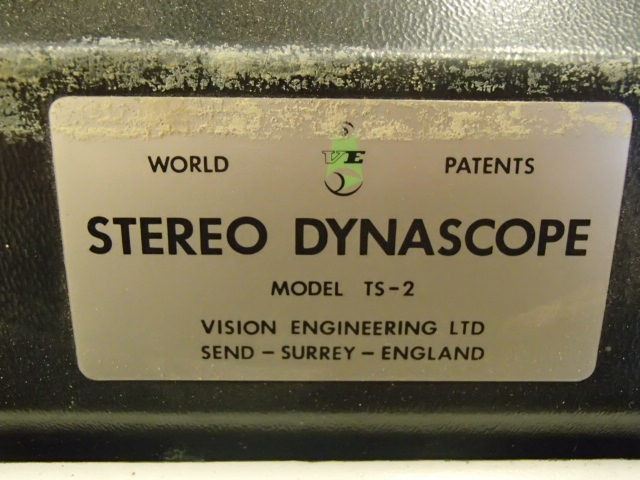 WORLD VE PATENTS
STEREO DYNASCOPE
MODEL TS-2
VISION ENGINEERING LTD
SEND - SURREY - ENGLAND